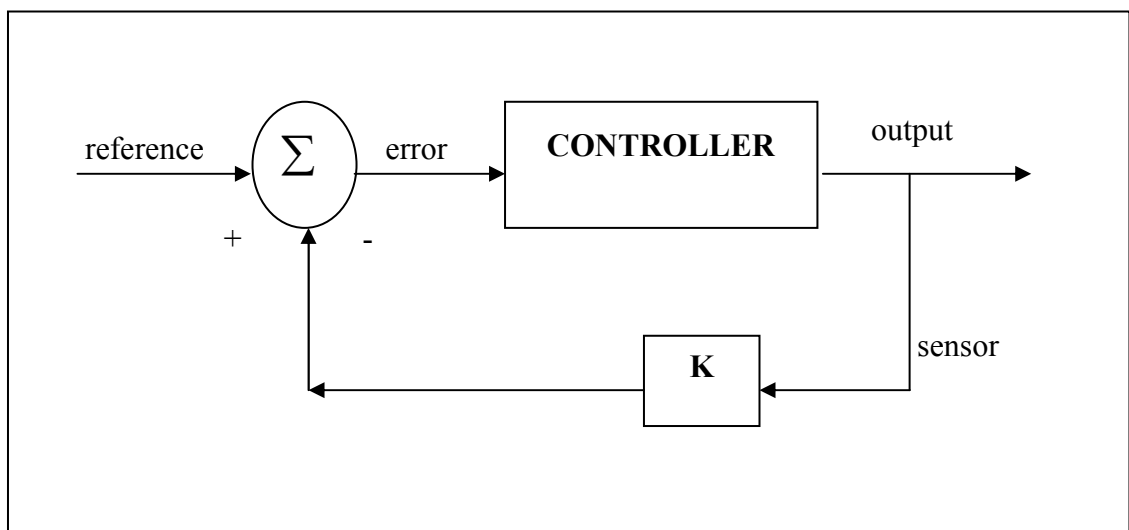 reference
+
Σ
-
error
CONTROLLER
output
sensor
K